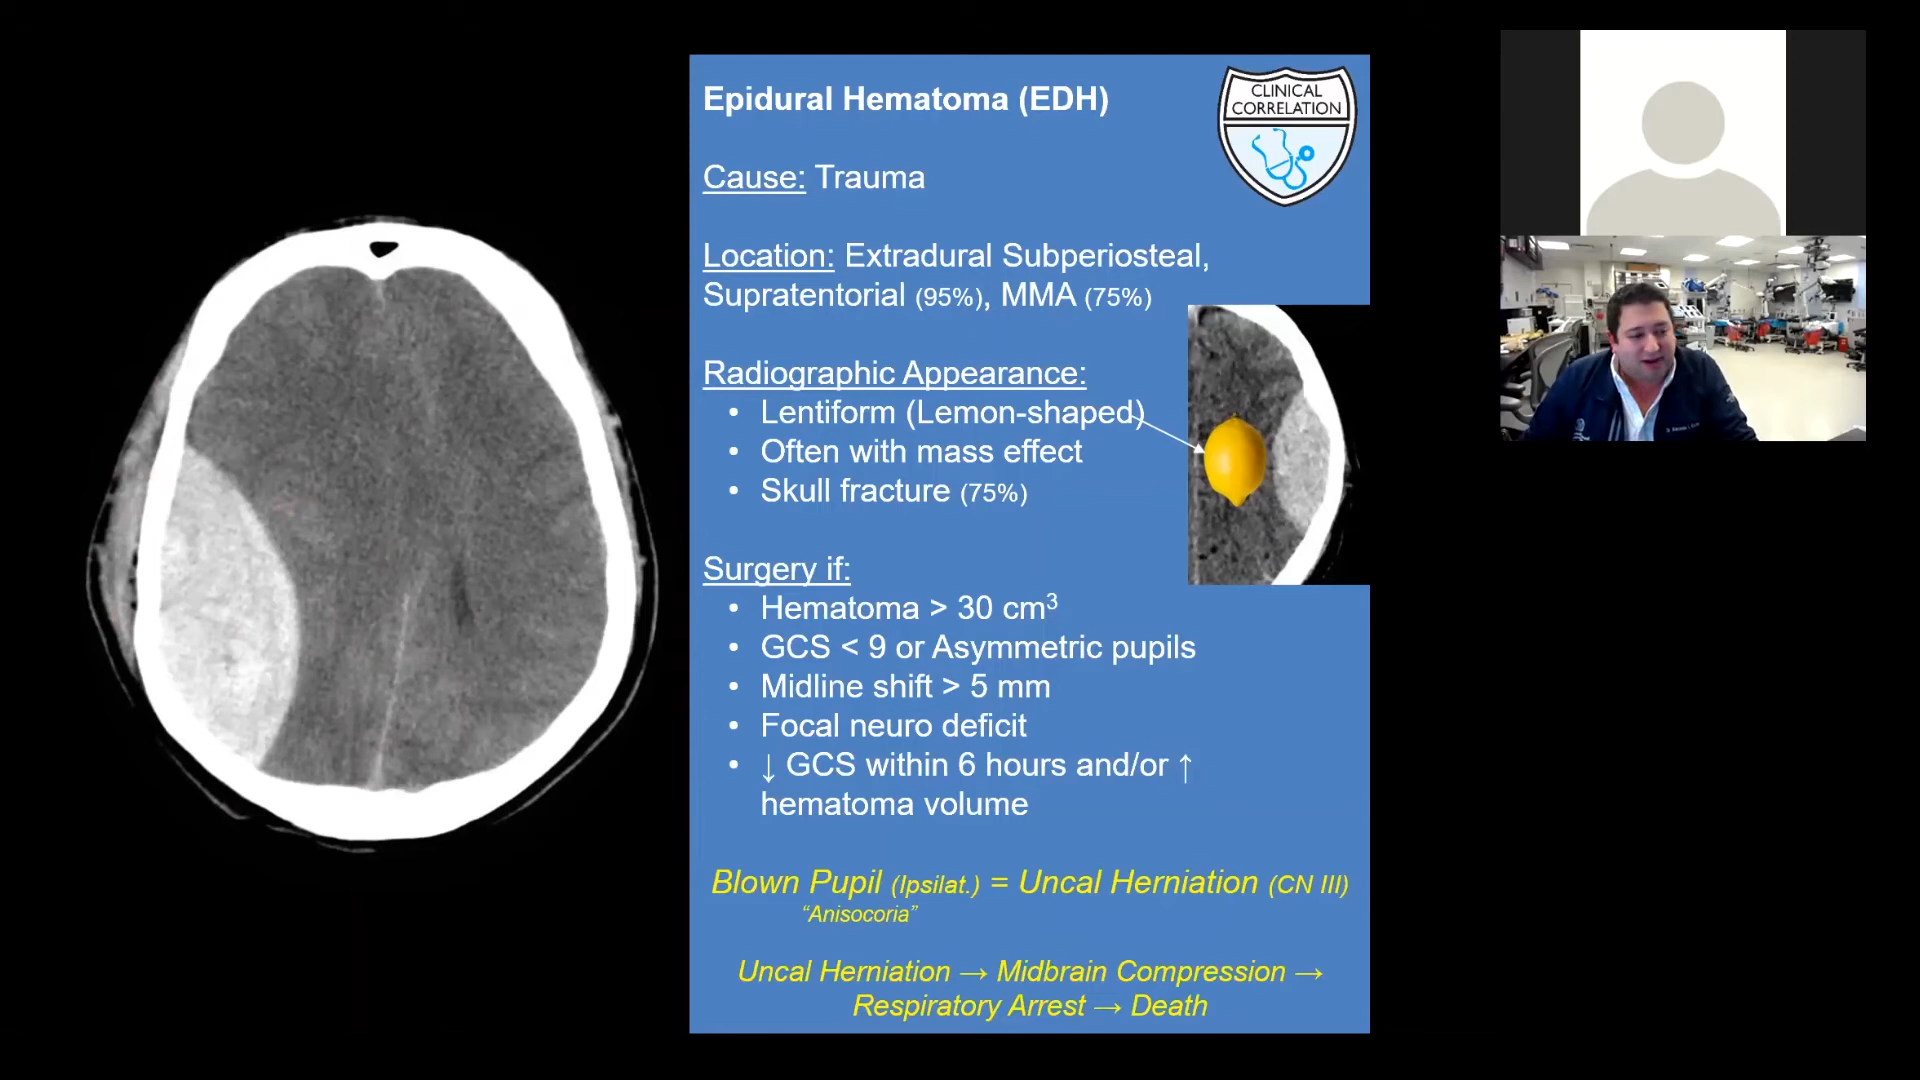 Epidural Hematoma (EDH)
CLINICAL
CORRELATION
Cause: Trauma
Location: Extradural Subperiosteal,
Supratentorial (95%), MMA (75%)
Radiographic Appearance:
• Lentiform (Lemon-shaped)
• Often with mass effect
• Skull fracture (75%)
Surgery if:
• Hematoma > 30 cm³
• GCS < 9 or Asymmetric pupils
• Midline shift > 5 mm
• Focal neuro deficit
• ↓ GCS within 6 hours and/or ↑
hematoma volume
Blown Pupil (Ipsilat.) = Uncal Herniation (CN III)
“Anisocoria”
Uncal Herniation → Midbrain Compression →
Respiratory Arrest → Death